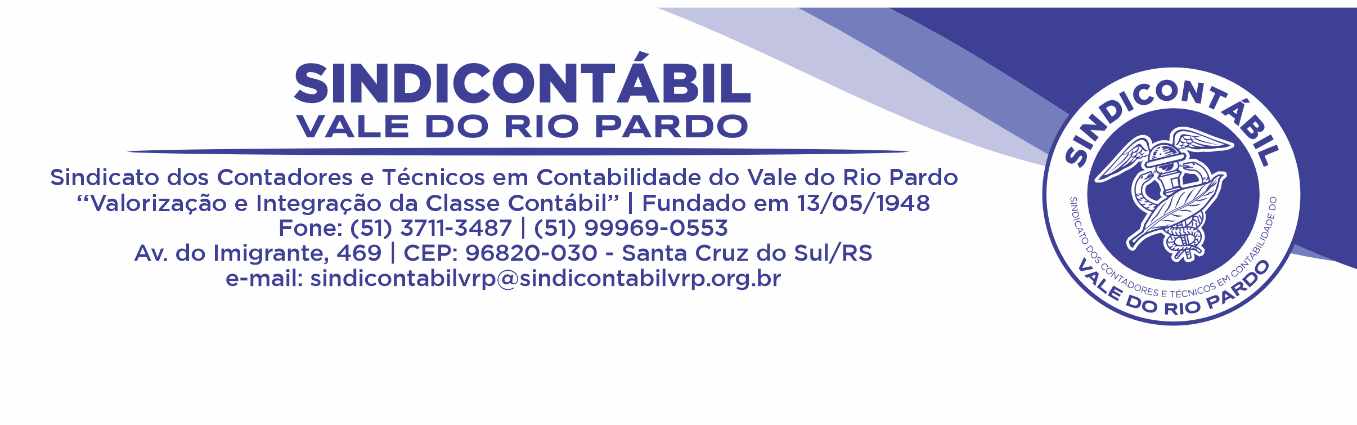 SINDICONTÁBIL
VALE DO RIO PARDO
Sindicato dos Contadores e Técnicos em Contabilidade do Vale do Rio Pardo
“Valorização e Integração da Classe Contábil” | Fundado em 13/05/1948
Fone: (51) 3711-3487 | (51) 99969-0553
Av. do Imigrante, 469 | CEP: 96820-030 - Santa Cruz do Sul/RS
e-mail: sindicontabilvrp@sindicontabilvrp.org.br
SINDICONTÁBIL
SINDICATO DOS CONTADORES E TÉCNICOS EM CONTABILIDADE DO
VALE DO RIO PARDO